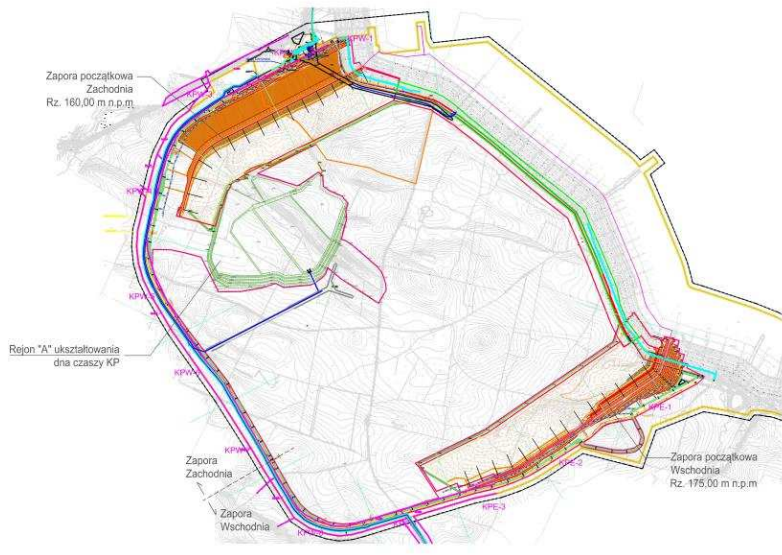 KPW-1
Zapora początkowa
Zachodnia
Rz. 160,00 m n.p.m
Rejon "A" ukształtowania
dna czaszy KP
KPE-1
Zapora
Zachodnia
KPE-2
Zapora początkowa
Wschodnia
Rz. 175,00 m n.p.m
Zapora
Wschodnia
KPE-3